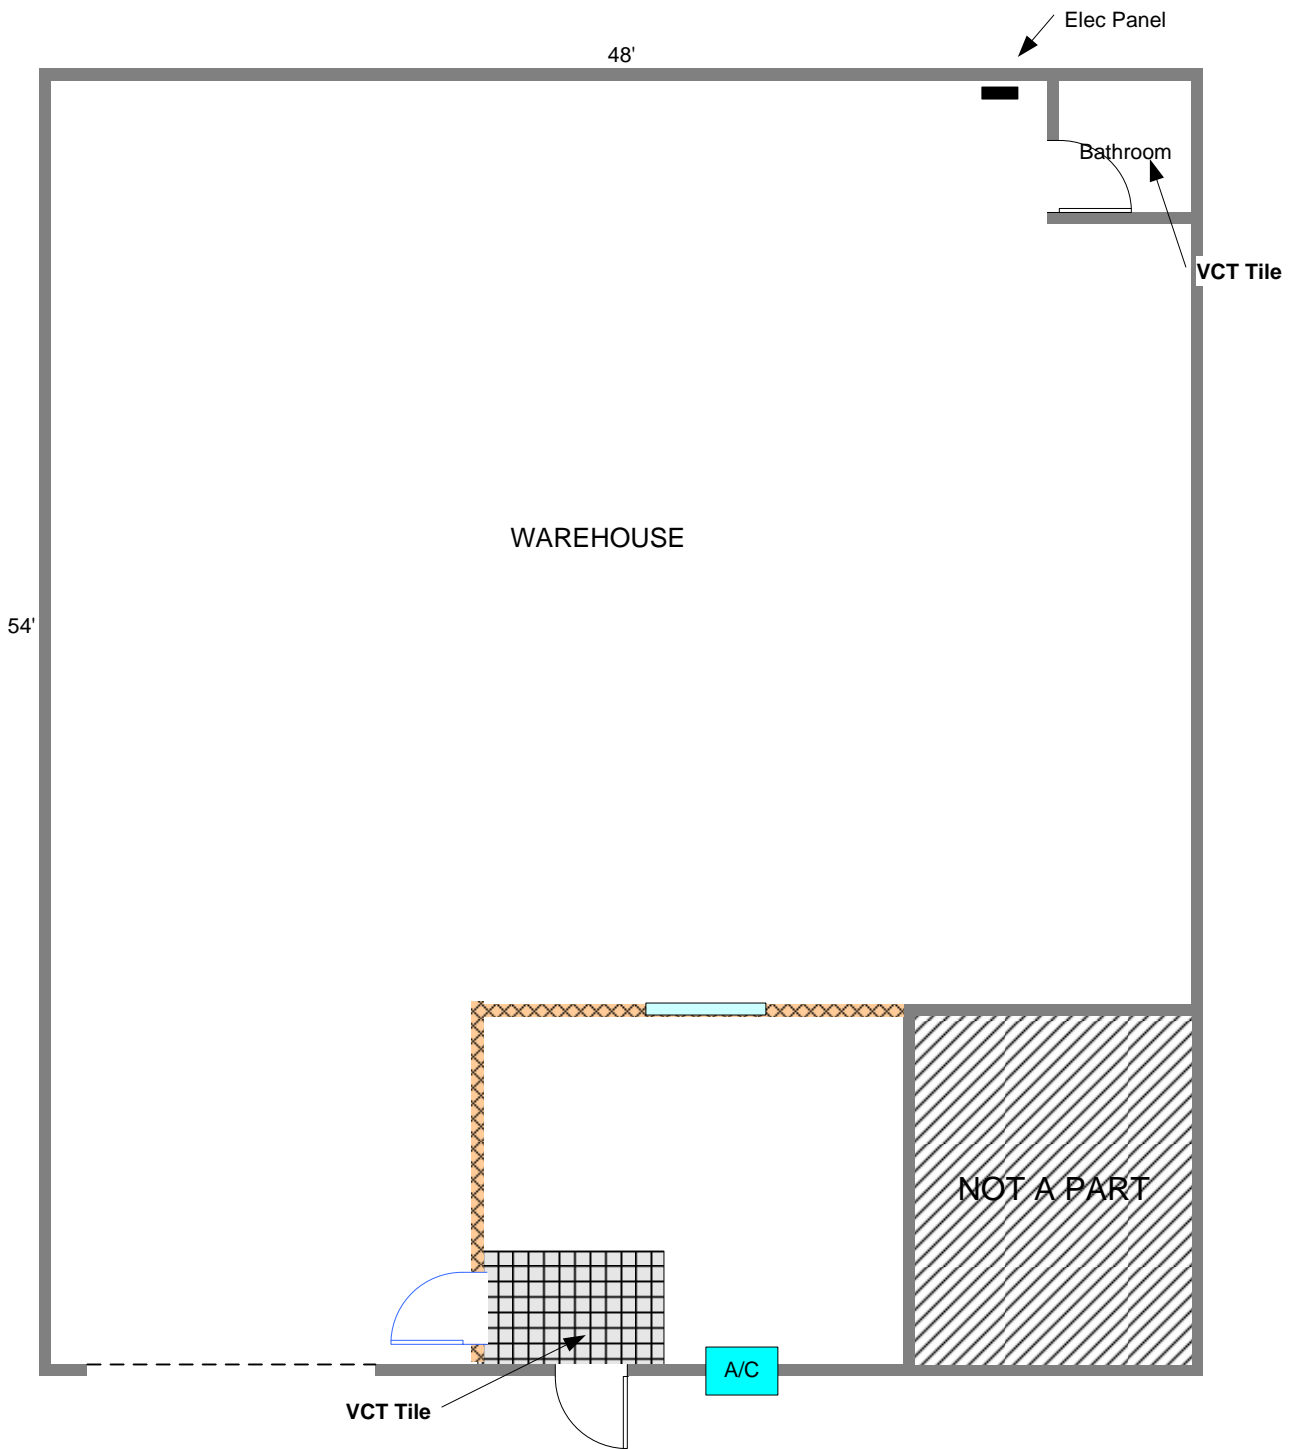 Elec Panel
48'
Bathroom
VCT Tile
WAREHOUSE
54'
NOT A PART
A/C
VCT Tile